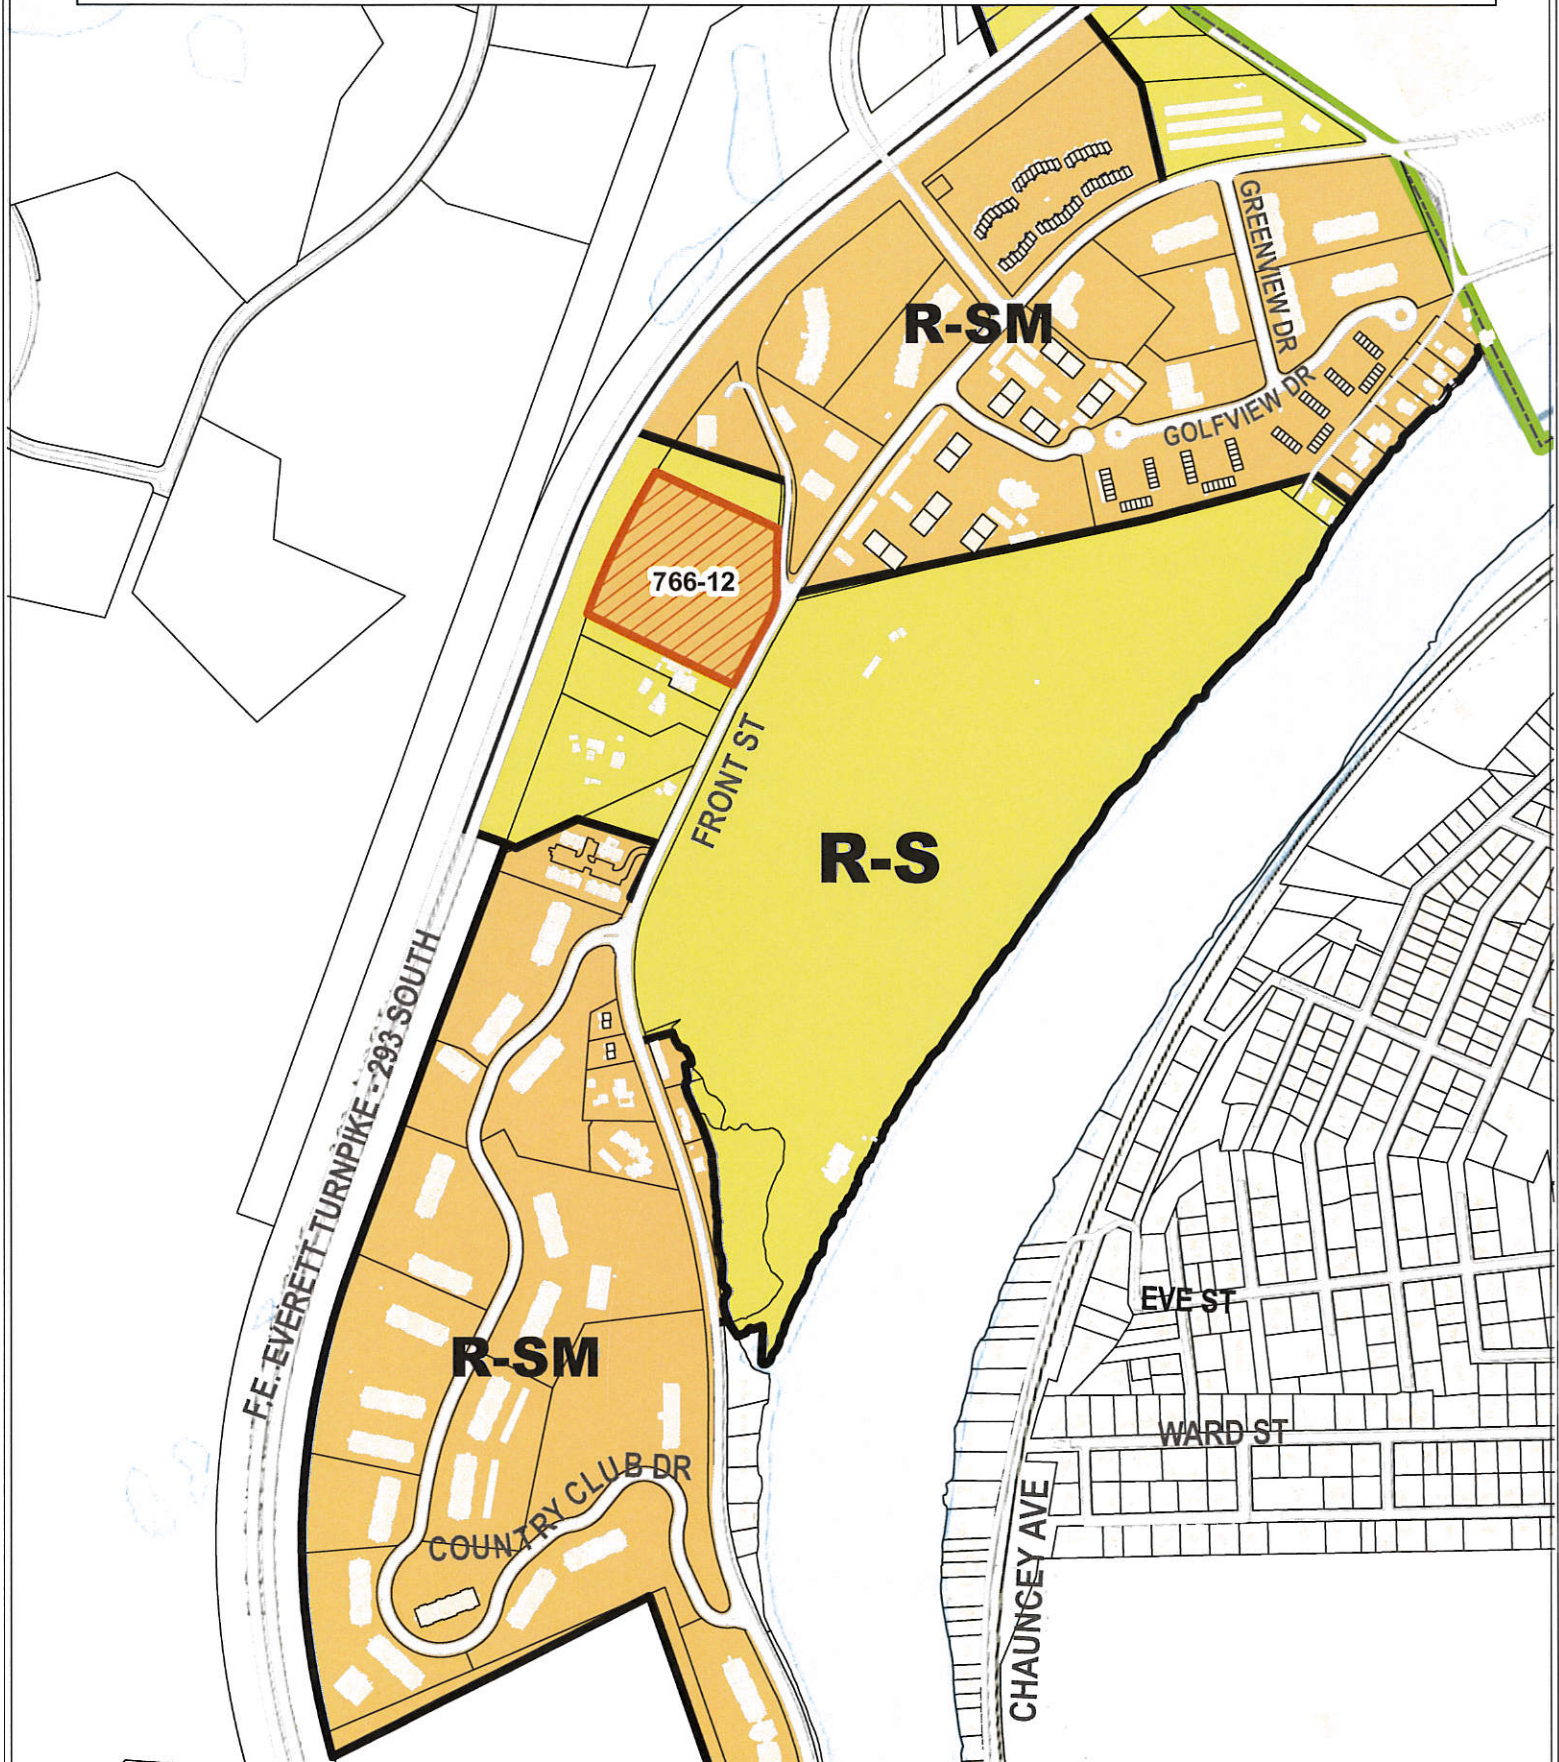 GREENVIEW DR
R-SM
GOLFVIEW DR
766-12
FRONT ST
R-S
F.E. EVERETT TURNPIKE - 293 SOUTH
EVE ST
R-SM
WARD ST
COUNTRY CLUB DR
CHAUNCEY AVE